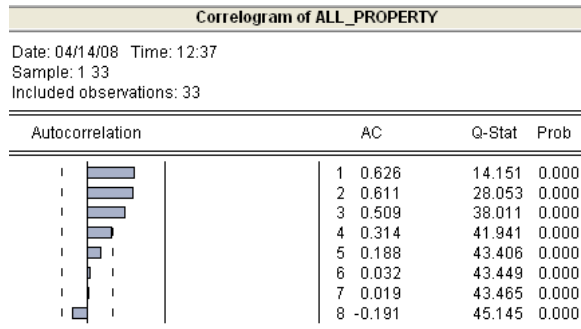 Correlogram of ALL_PROPERTY
Date: 04/14/08 Time: 12:37
Sample: 1 33
Included observations: 33
Autocorrelation AC Q-Stat Prob
1 0.626 14.151 0.000
2 0.611 28.053 0.000
3 0.509 38.011 0.000
4 0.314 41.941 0.000
5 0.188 43.406 0.000
6 0.032 43.449 0.000
7 0.019 43.465 0.000
8 -0.191 45.145 0.000